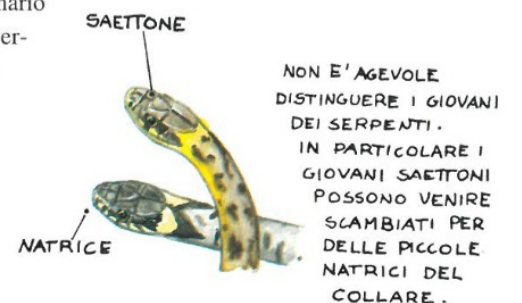 nario
er-
SAETTONE
NON E' AGEVOLE
DISTINGUERE I GIOVANI
DEI SERPENTI.
IN PARTICOLARE I
GIOVANI SAETTONI
POSSONO VENIRE
SCAMBIATI PER
DELLE PICCOLE
NATRICI DEL
COLLARE.
NATRICE